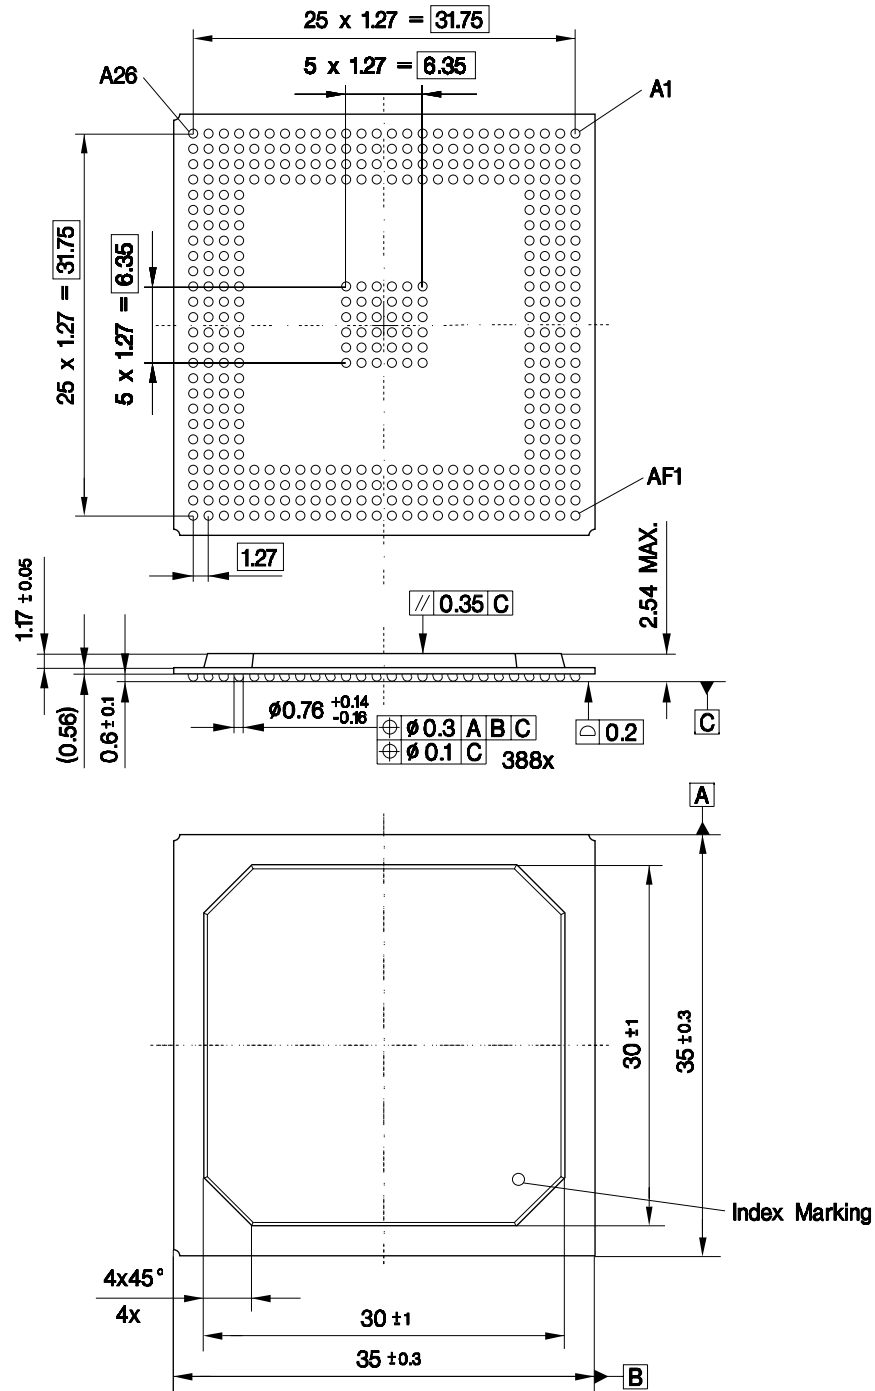 25 x 1.27 = 31.75
5 x 1.27 = 6.35
A26
A1
25 x 1.27 = 31.75
5 x 1.27 = 6.35
AF1
1.27
2.54 MAX.
1.17 ±0.05
// 0.35 C
(0.56)
0.6±0.1
ø0.76 +0.14 -0.16
⌖ ø 0.3 A B C
⌖ ø 0.1 C
388x
⌓ 0.2
C
A
30 ±1
35 ±0.3
Index Marking
4x45°
4x
30 ±1
35 ±0.3
B